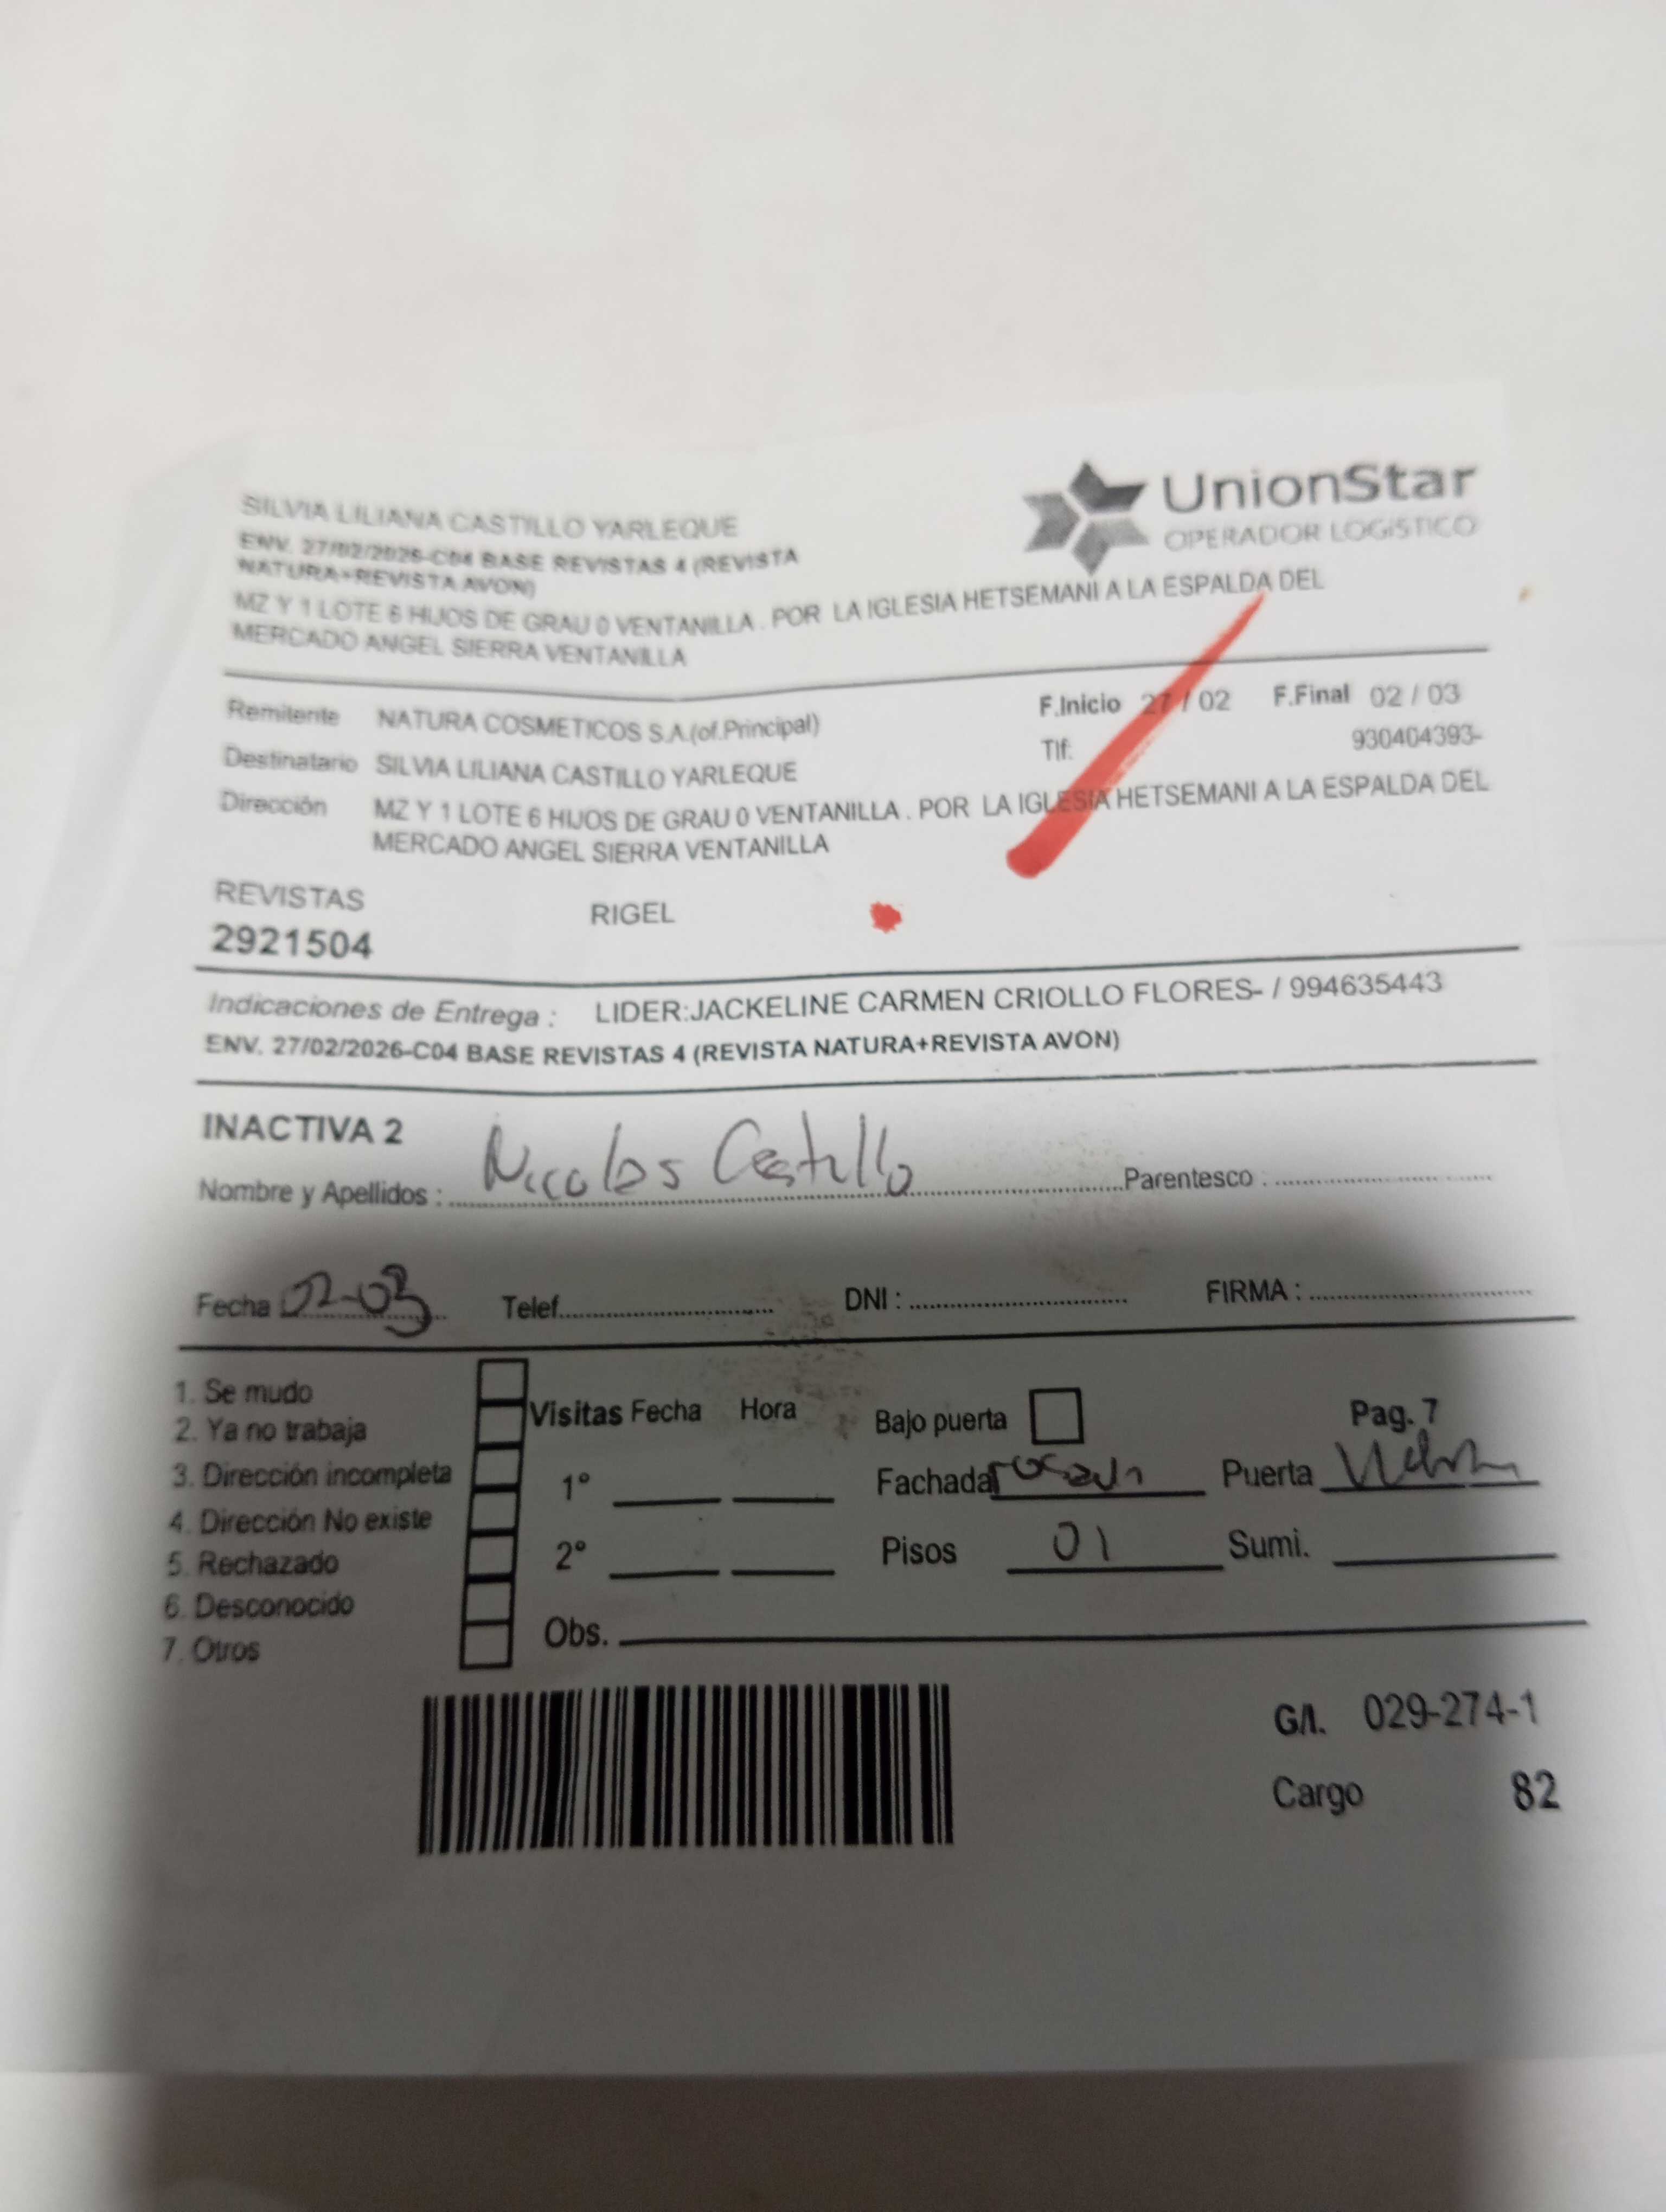 UnionStar
OPERADOR LOGÍSTICO
SILVIA LILIANA CASTILLO YARLEQUE
ENV. 27/02/2026-C04 BASE REVISTAS 4 (REVISTA
NATURA+REVISTA AVON)
MZ Y 1 LOTE 6 HIJOS DE GRAU 0 VENTANILLA . POR LA IGLESIA HETSEMANI A LA ESPALDA DEL
MERCADO ANGEL SIERRA VENTANILLA
Remitente NATURA COSMETICOS S.A.(of.Principal) F.Inicio 27 / 02 F.Final 02 / 03
Tlf: 930404393-
Destinatario SILVIA LILIANA CASTILLO YARLEQUE
Dirección MZ Y 1 LOTE 6 HIJOS DE GRAU 0 VENTANILLA . POR LA IGLESIA HETSEMANI A LA ESPALDA DEL
MERCADO ANGEL SIERRA VENTANILLA
REVISTAS RIGEL
2921504
Indicaciones de Entrega : LIDER:JACKELINE CARMEN CRIOLLO FLORES- / 994635443
ENV. 27/02/2026-C04 BASE REVISTAS 4 (REVISTA NATURA+REVISTA AVON)
INACTIVA 2
Nombre y Apellidos : Nicolas Castillo Parentesco :
Fecha 02-03 Telef. DNI : FIRMA :
1. Se mudo
2. Ya no trabaja
3. Dirección incompleta
4. Dirección No existe
5. Rechazado
6. Desconocido
7. Otros
Visitas Fecha Hora Bajo puerta Pag. 7
1° Fachada Puerta
2° Pisos 01 Sumi.
Obs.
G/I. 029-274-1
Cargo 82